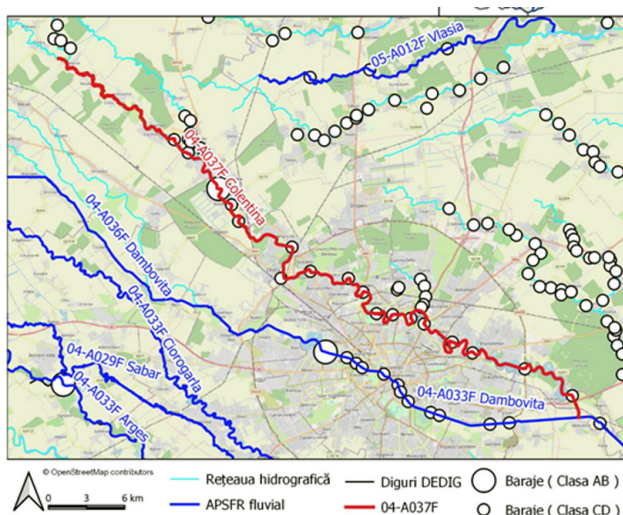 05-A012F Vlasia
04-A037F Colentina
04-A036F Dambovita
04-A033F Ciorogarla
04-A029F Sabar
04-A033F Arges
04-A033F Dambovita
© OpenStreetMap contributors
0 3 6 km
Rețeaua hidrografică
APSFR fluvial
Diguri DEDIG
04-A037F
Baraje ( Clasa AB )
Baraje ( Clasa CD )